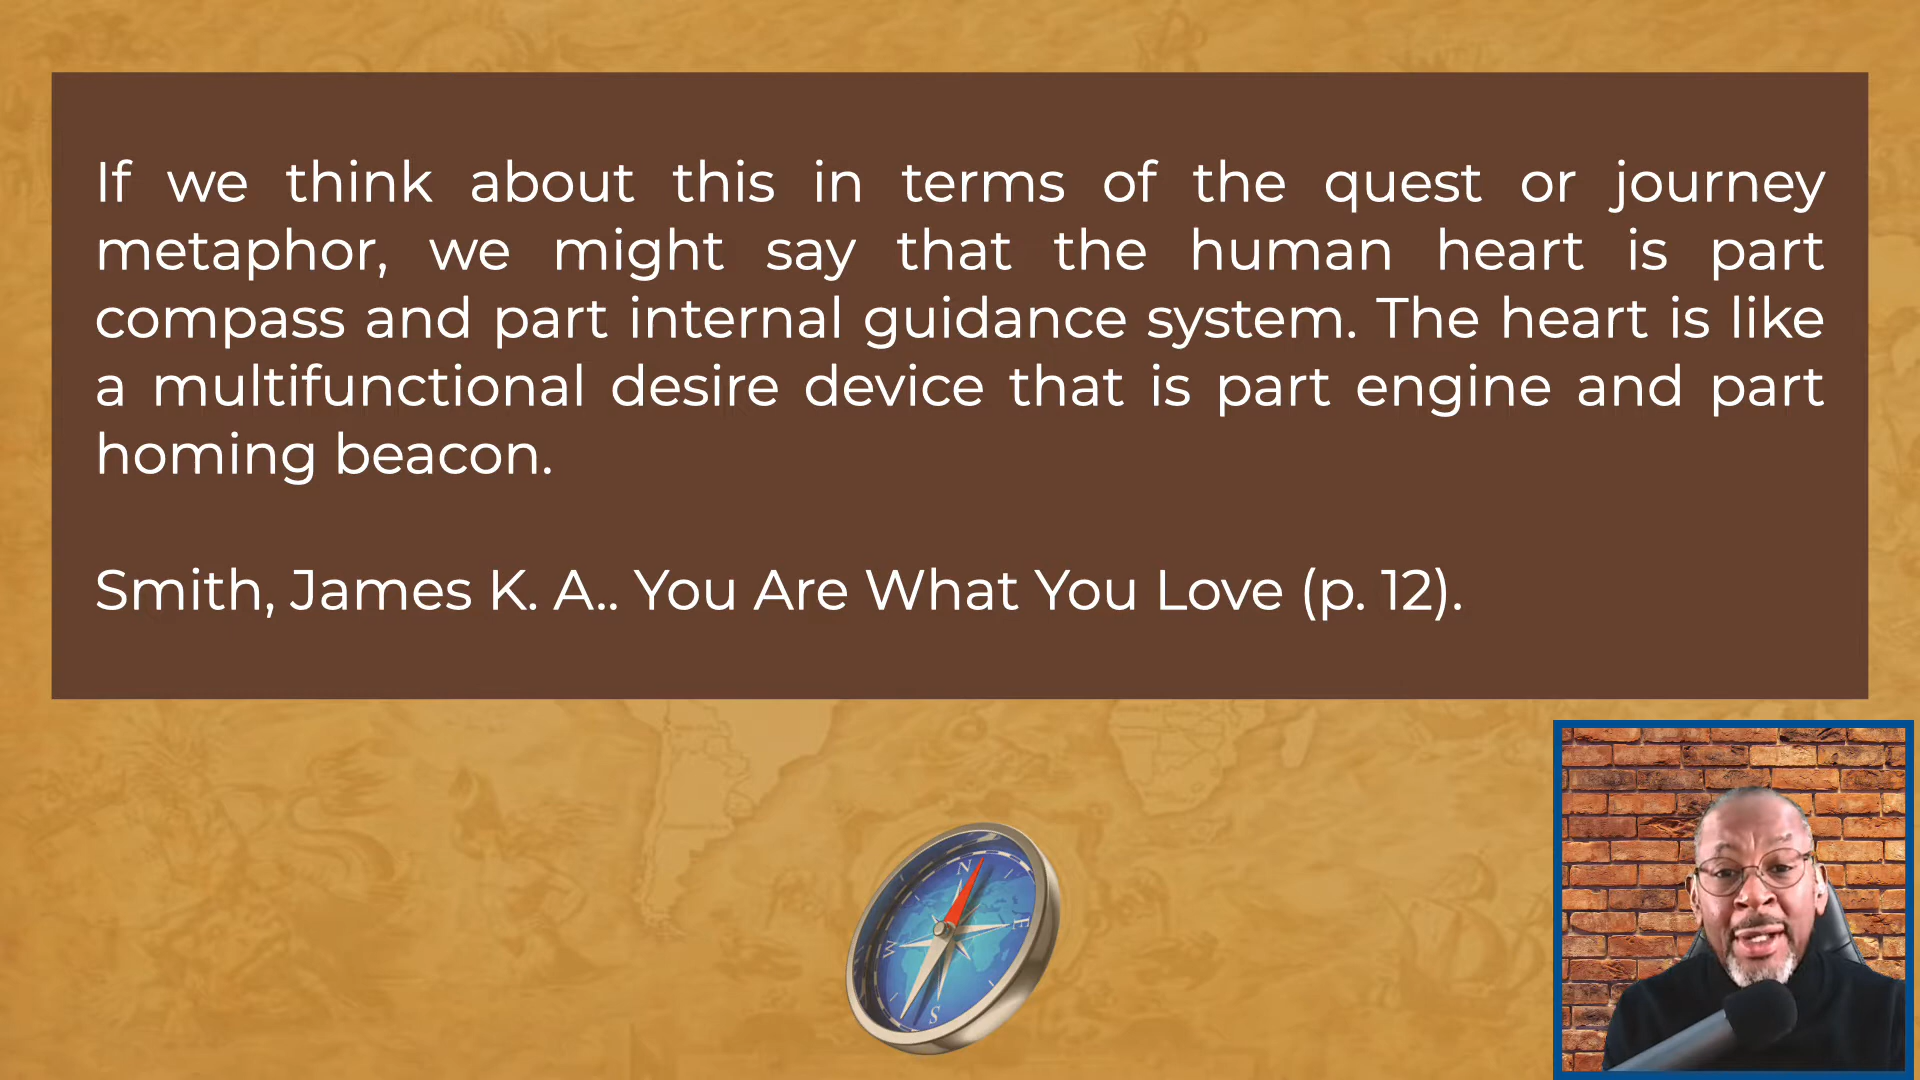 If we think about this in terms of the quest or journey
metaphor, we might say that the human heart is part
compass and part internal guidance system. The heart is like
a multifunctional desire device that is part engine and part
homing beacon.
Smith, James K. A.. You Are What You Love (p. 12).
N
E
W
S